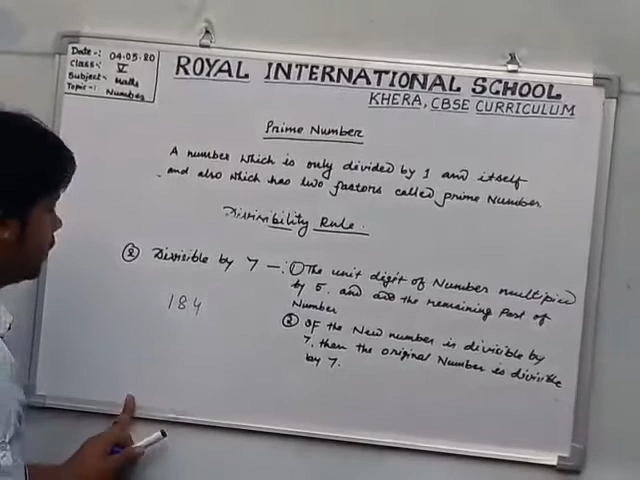 Date -: 04.05.20
Class -: V
Subject -: Maths
Topic -: Number
ROYAL INTERNATIONAL SCHOOL
KHERA, CBSE CURRICULUM
Prime Number
A number which is only divided by 1 and itself
and also which has two factors called prime Number
Divisibility Rule.
② Divisible by 7 —: ① The unit digit of Number multipied
by 5. and add the remaining Part of
Number
184
② If the New number is divisible by
7. then the original Number is divisible
by 7.